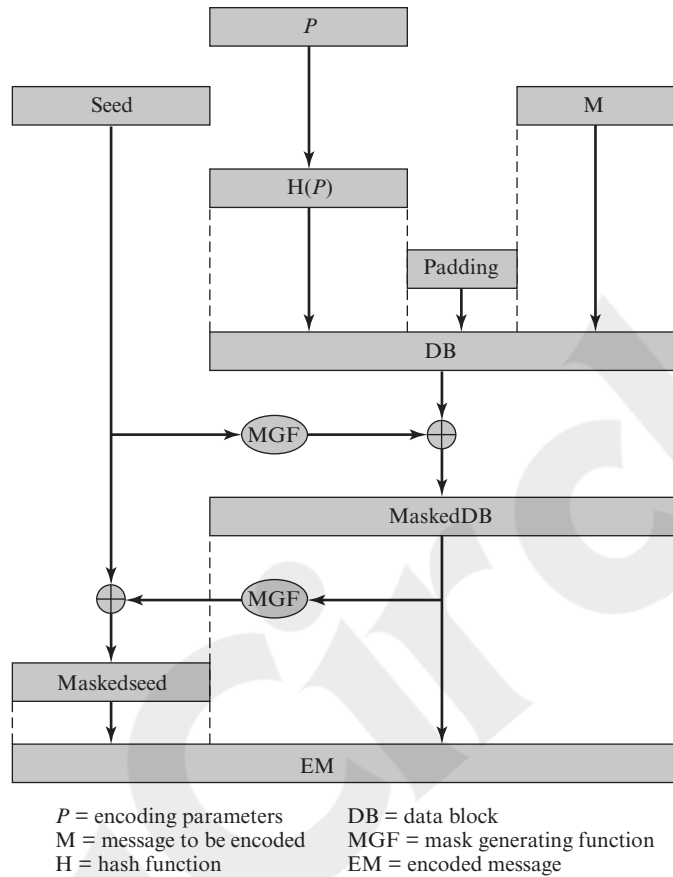 P
Seed
M
H(P)
Padding
DB
MGF
MaskedDB
MGF
Maskedseed
EM
P = encoding parameters
M = message to be encoded
H = hash function
DB = data block
MGF = mask generating function
EM = encoded message